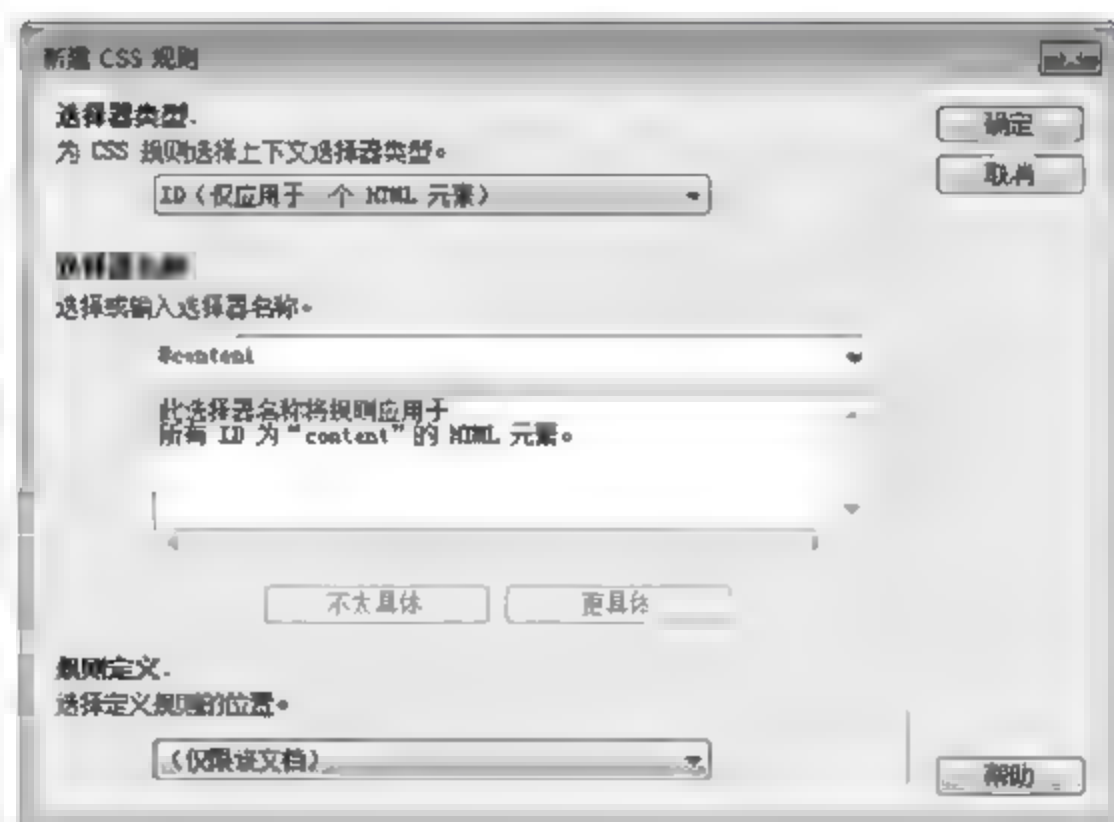 新建 CSS 规则
选择器类型:
为 CSS 规则选择上下文选择器类型。
ID（仅应用于 个 HTML 元素）
确定
取消
选择或输入选择器名称。
#content
此选择器名称将规则应用于
所有 ID 为“content”的 HTML 元素。
不太具体
更具体
规则定义:
选择定义规则的位置。
（仅限该文档）
帮助